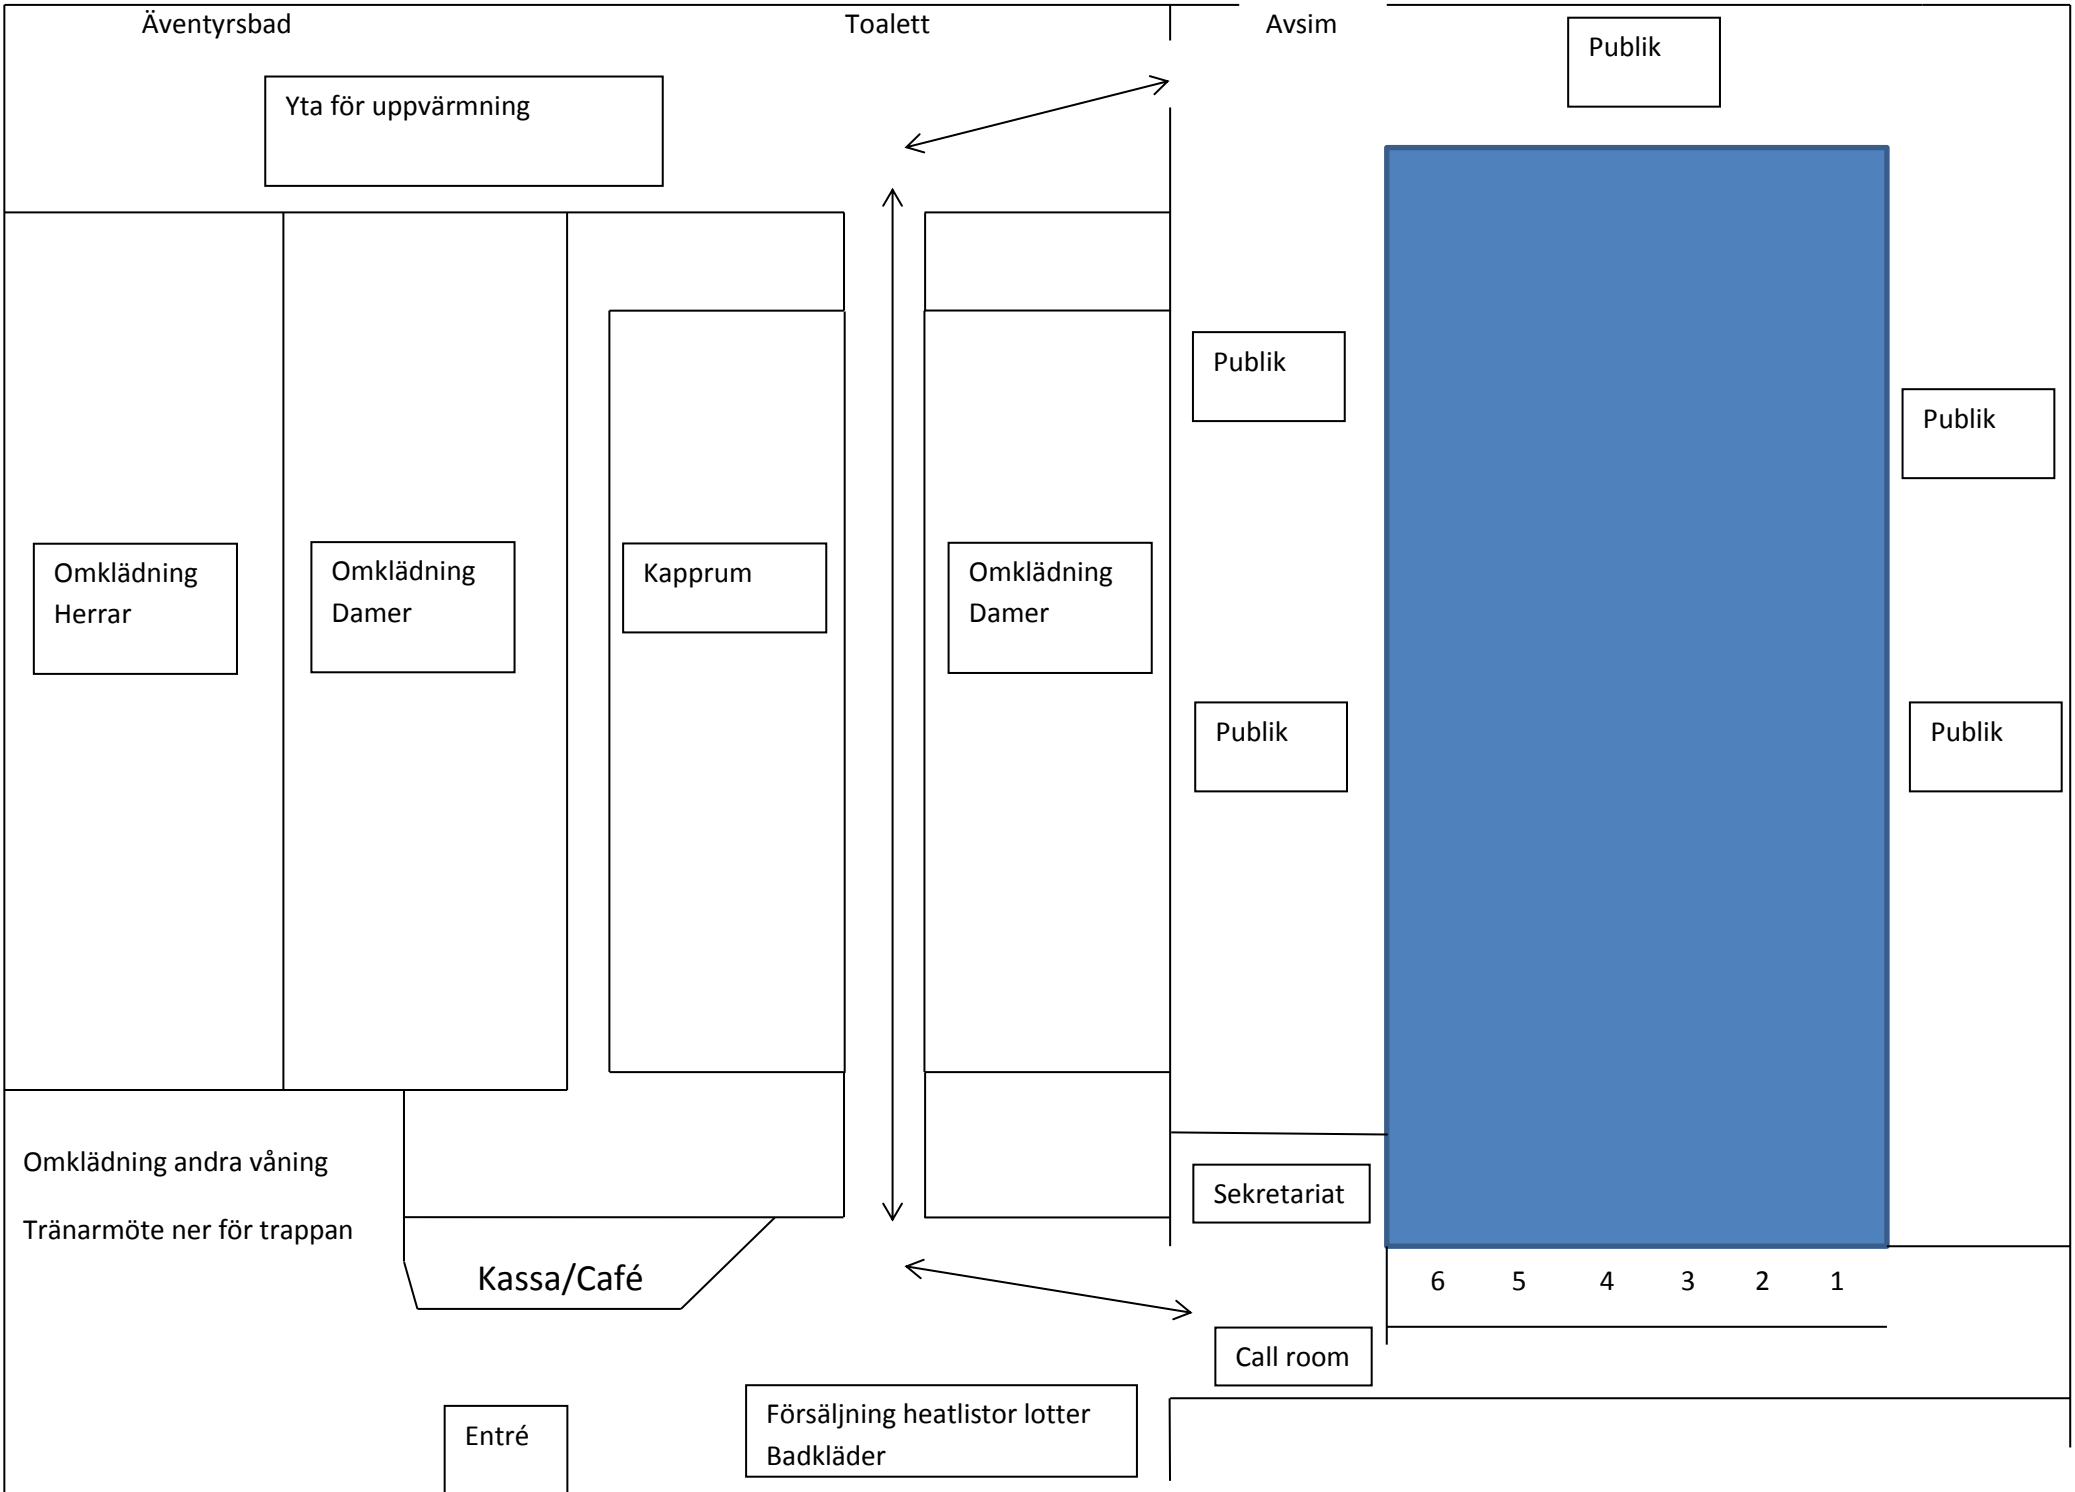 Äventyrsbad
Toalett
Avsim
Publik
Yta för uppvärmning
Publik
Publik
Omklädning
Herrar
Omklädning
Damer
Kapprum
Omklädning
Damer
Publik
Publik
Omklädning andra våning
Tränarmöte ner för trappan
Sekretariat
Kassa/Café
6 5 4 3 2 1
Call room
Entré
Försäljning heatlistor lotter
Badkläder